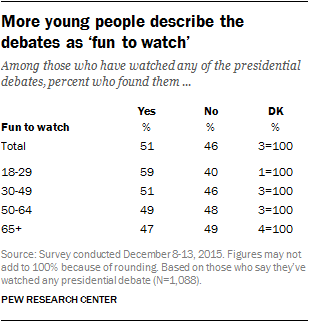 More young people describe the
debates as ‘fun to watch’
Among those who have watched any of the presidential
debates, percent who found them ...
Yes No DK
Fun to watch % % %
Total 51 46 3=100
18-29 59 40 1=100
30-49 51 46 3=100
50-64 49 48 3=100
65+ 47 49 4=100
Source: Survey conducted December 8-13, 2015. Figures may not
add to 100% because of rounding. Based on those who say they’ve
watched any presidential debate (N=1,088).
PEW RESEARCH CENTER